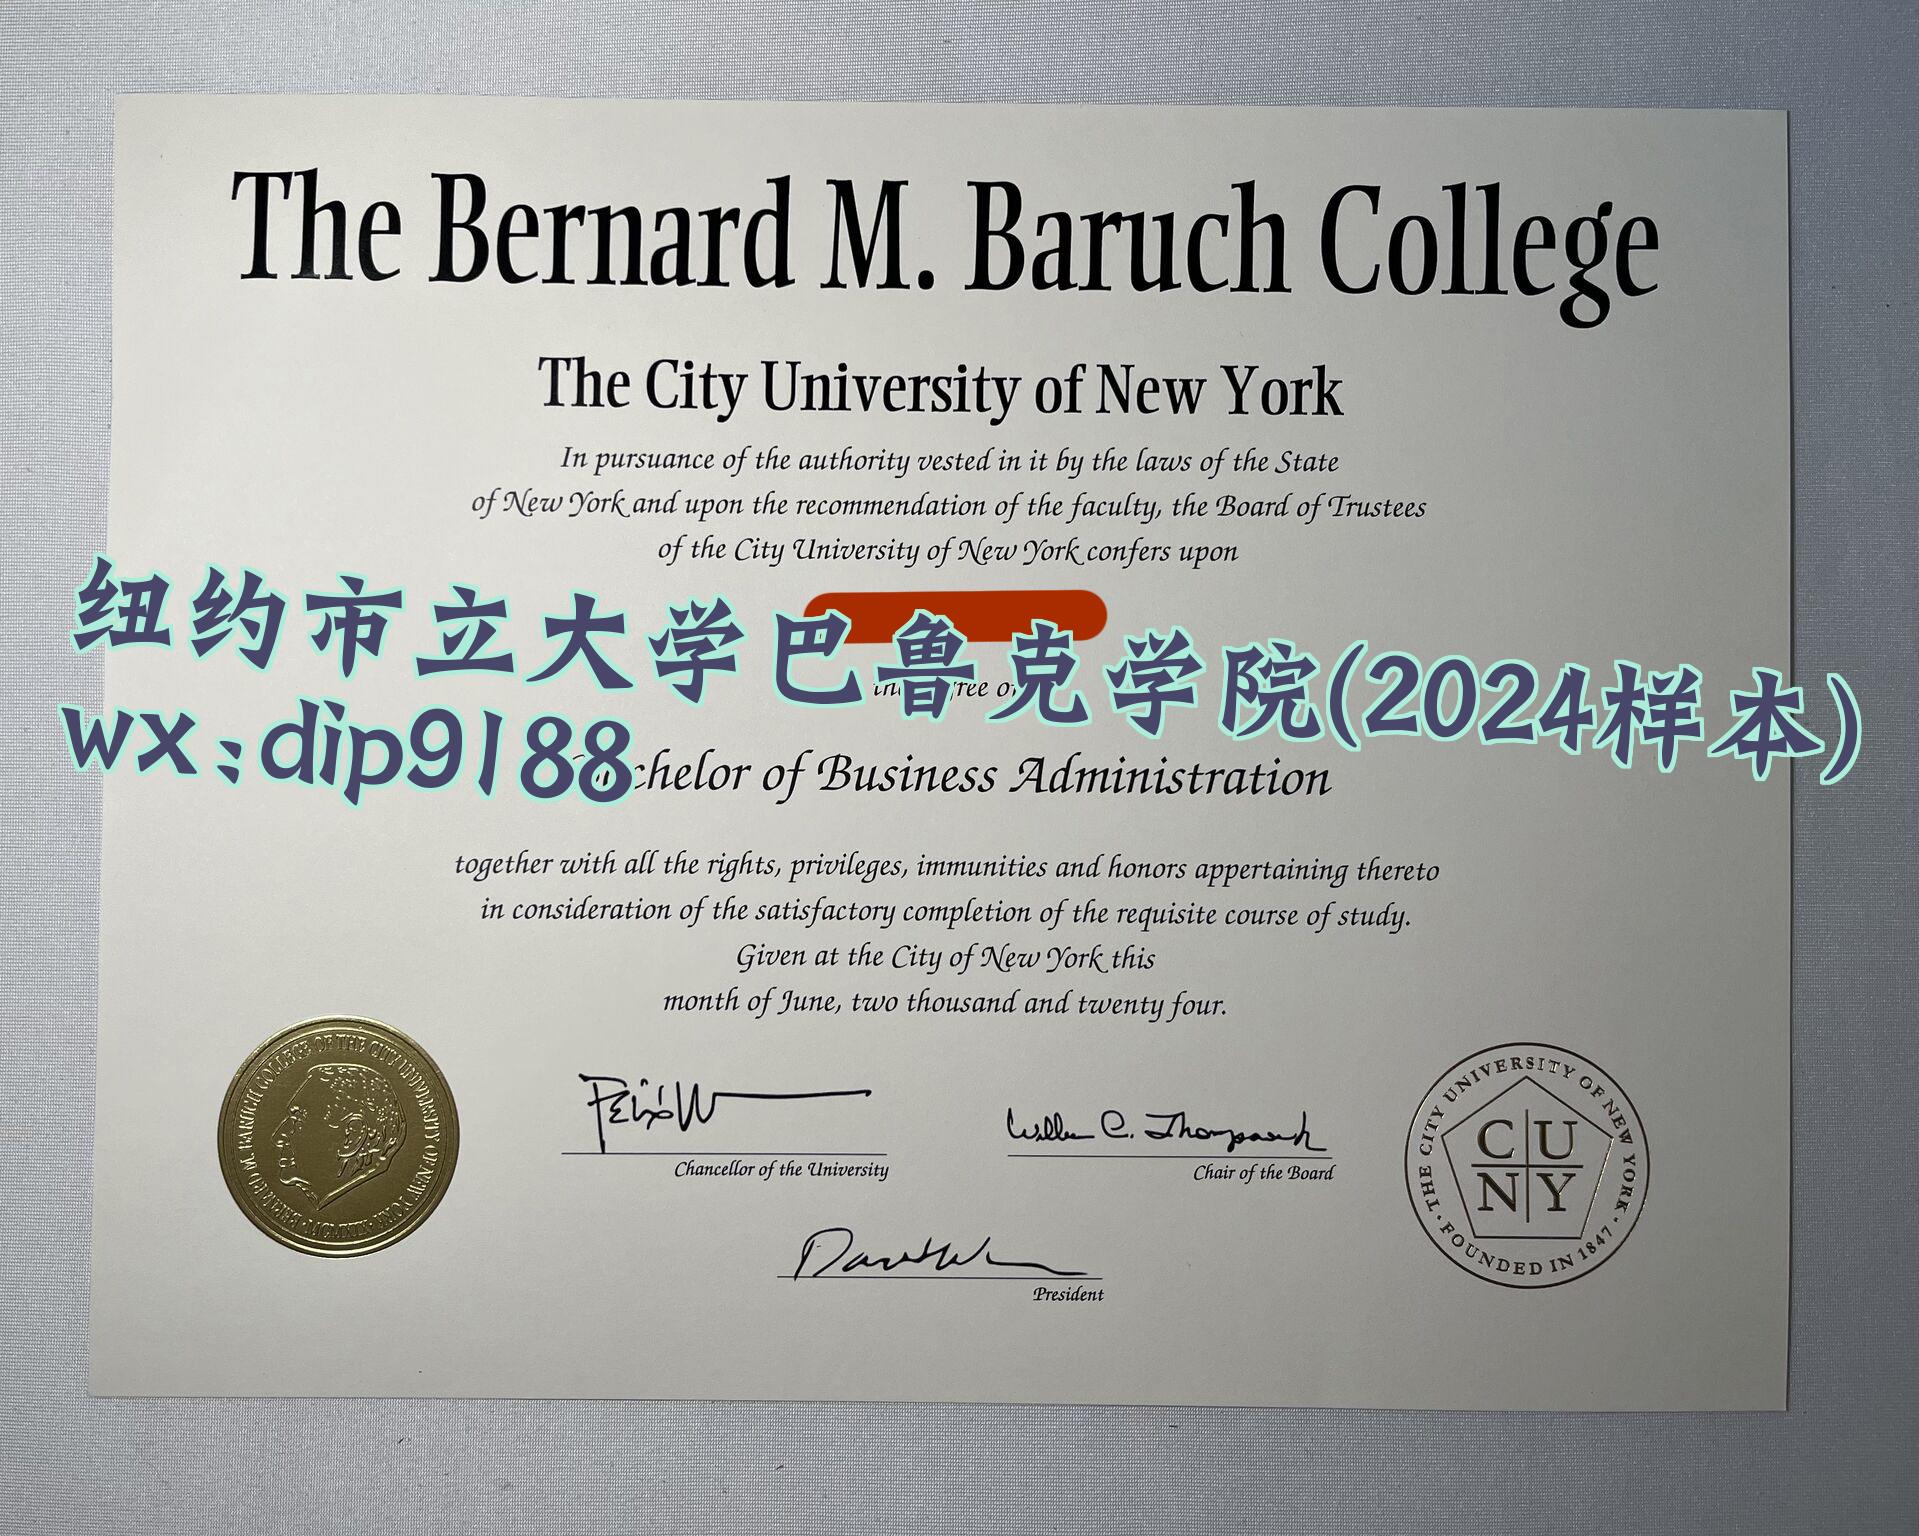 The Bernard M. Baruch College
The City University of New York
In pursuance of the authority vested in it by the laws of the State
of New York and upon the recommendation of the faculty, the Board of Trustees
of the City University of New York confers upon
纽约市立大学巴鲁克学院(2024样本)
wx:dip9188
Bachelor of Business Administration
together with all the rights, privileges, immunities and honors appertaining thereto
in consideration of the satisfactory completion of the requisite course of study.
Given at the City of New York this
month of June, two thousand and twenty four.
Chancellor of the University
William C. Thompson
Chair of the Board
President
THE CITY UNIVERSITY OF NEW YORK · FOUNDED IN 1847 ·
CU
NY